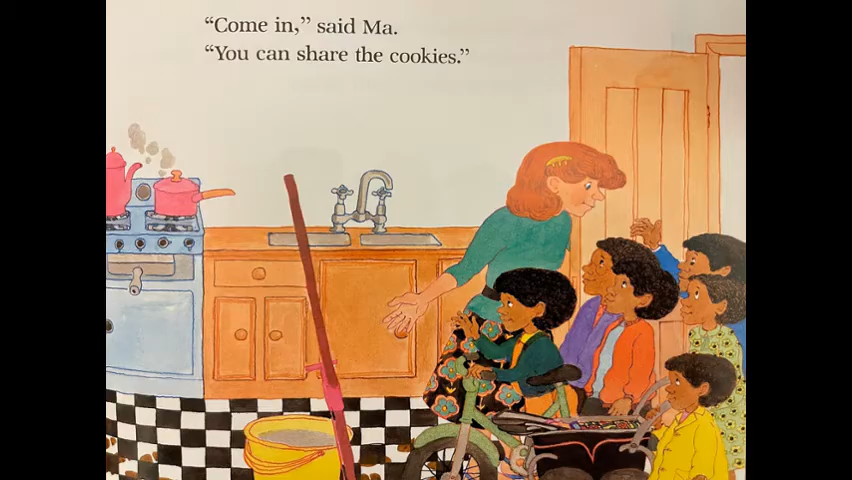 “Come in,” said Ma.
“You can share the cookies.”